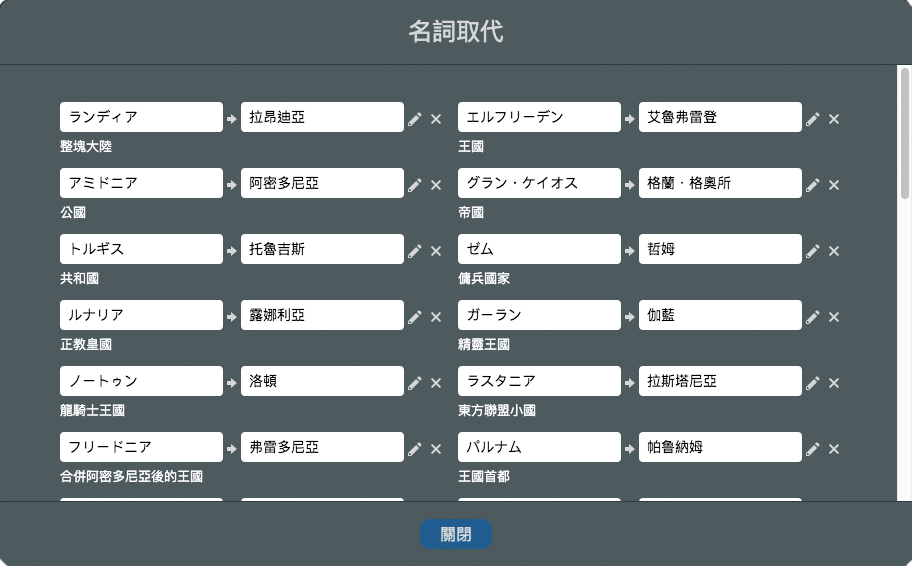 名詞取代
ランディア 拉昂迪亞 エルフリーデン 艾魯弗雷登
整塊大陸 王國
アミドニア 阿密多尼亞 グラン・ケイオス 格蘭・格奧所
公國 帝國
トルギス 托魯吉斯 ゼム 哲姆
共和國 傭兵國家
ルナリア 露娜利亞 ガーラン 伽藍
正教皇國 精靈王國
ノートゥン 洛頓 ラスタニア 拉斯塔尼亞
龍騎士王國 東方聯盟小國
フリードニア 弗雷多尼亞 パルナム 帕魯納姆
合併阿密多尼亞後的王國 王國首都
關閉